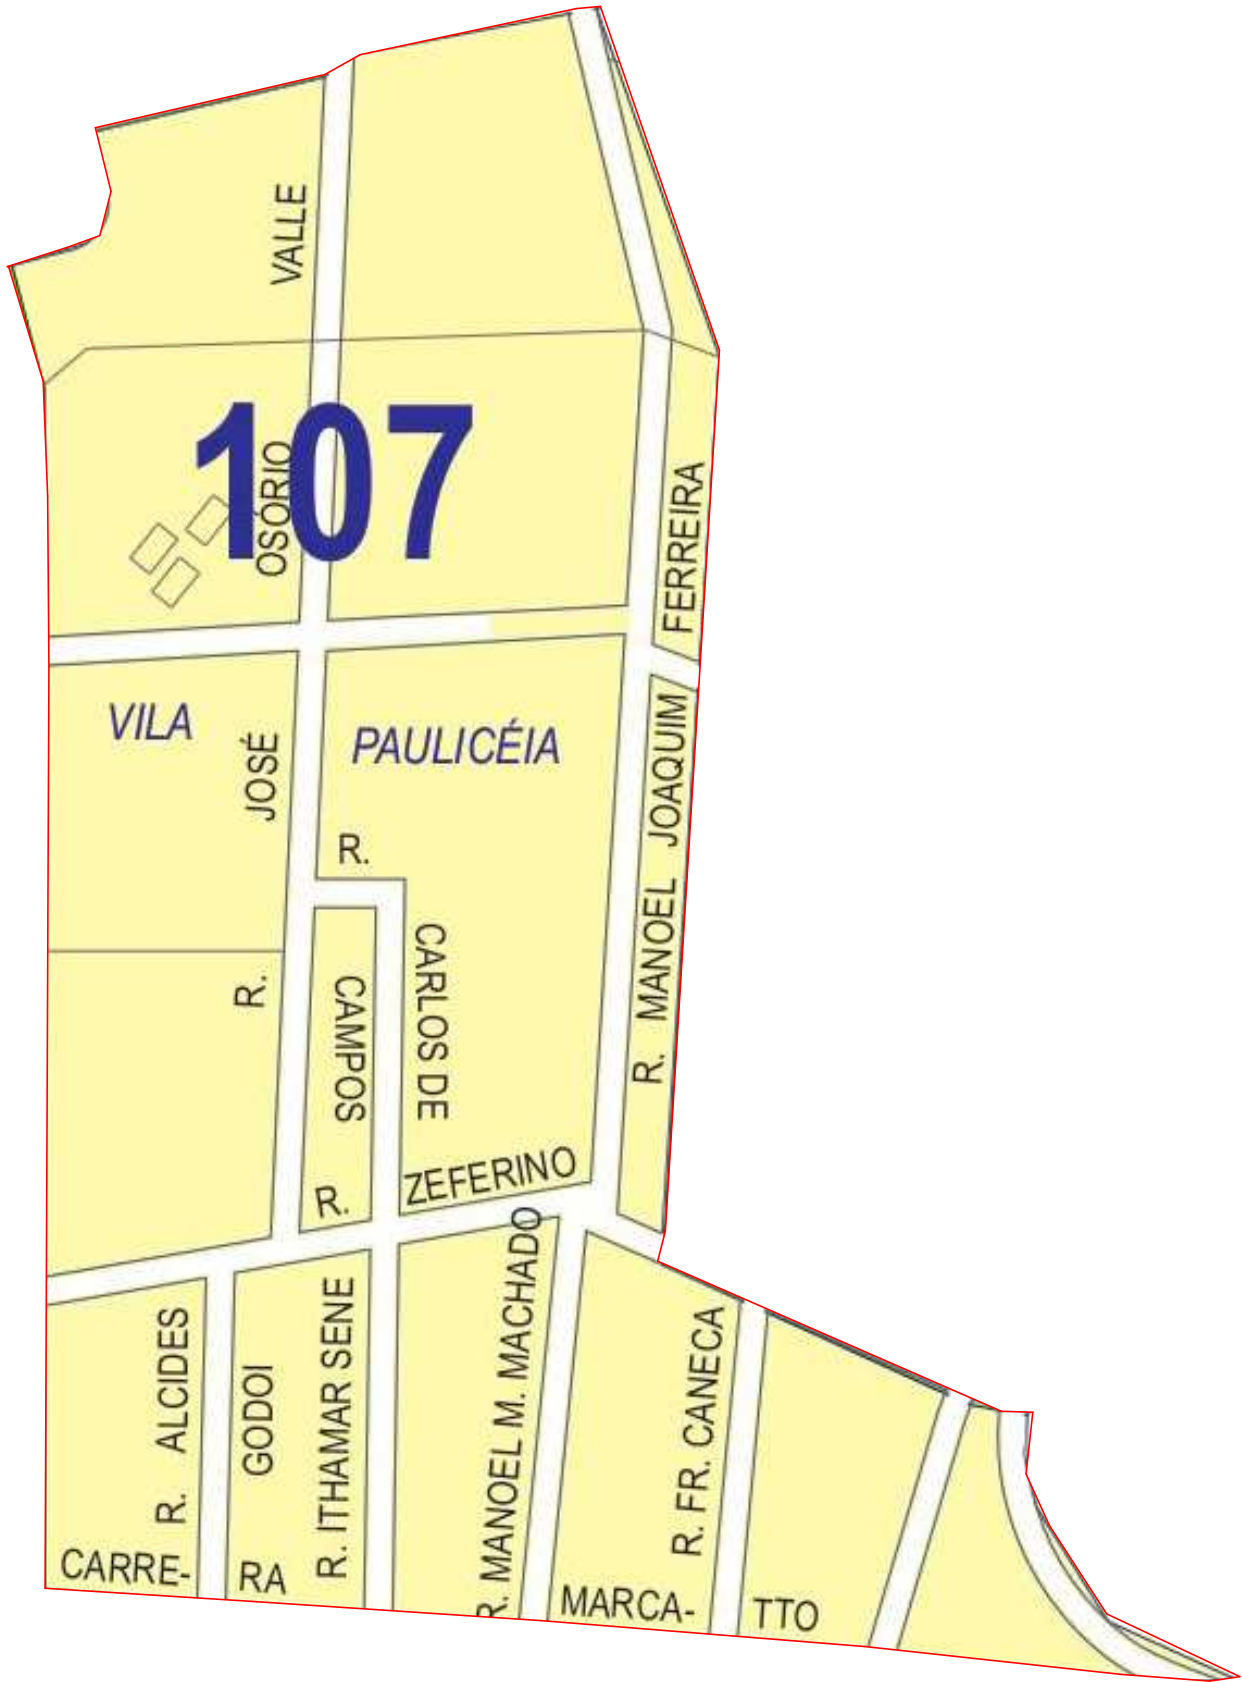 VALLE
107
OSÓRIO
FERREIRA
VILA
PAULICÉIA
JOSÉ
JOAQUIM
R.
MANOEL
CARLOS DE
R.
CAMPOS
R.
ZEFERINO
R.
R. MANOEL M. MACHADO
R. ITHAMAR SENE
ALCIDES
R.
GODOI
R. FR. CANECA
CARRE-
RA
MARCA-
TTO